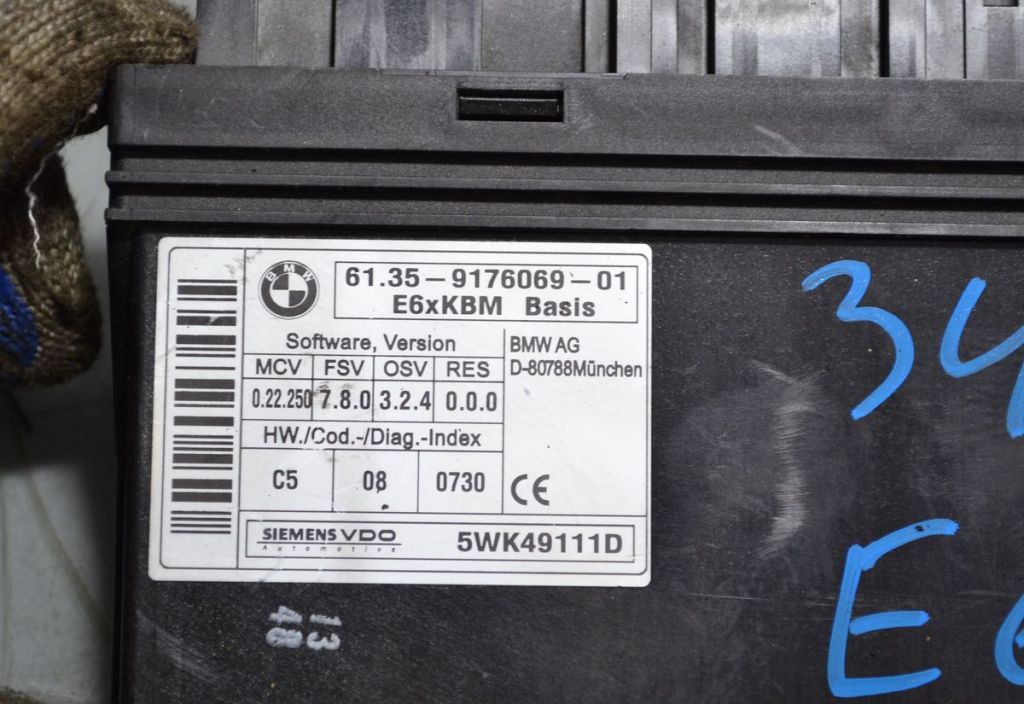 BMW
61.35-9176069-01
E6xKBM Basis
Software, Version
MCV FSV OSV RES
0.22.250 7.8.0 3.2.4 0.0.0
HW./Cod.-/Diag.-Index
C5 08 0730
BMW AG
D-80788München
CE
SIEMENS VDO
Automotive
5WK49111D
34
E